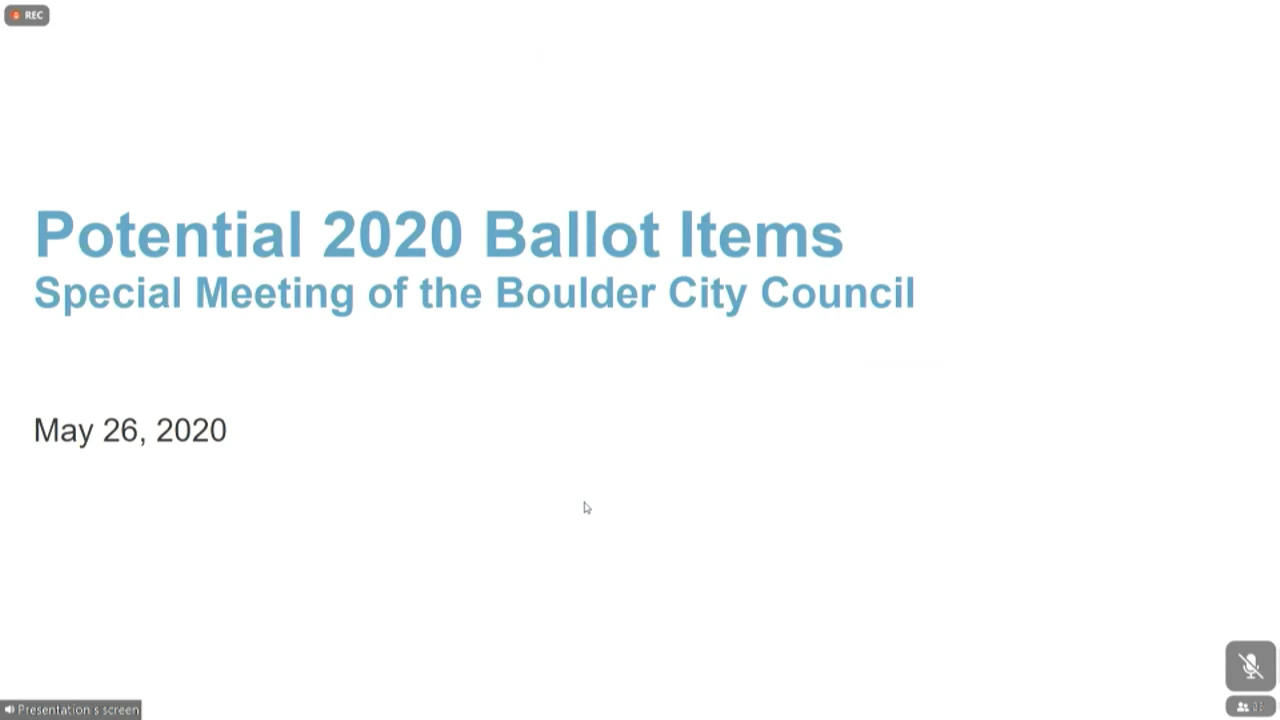 REC
Potential 2020 Ballot Items
Special Meeting of the Boulder City Council
May 26, 2020
Presentation s screen